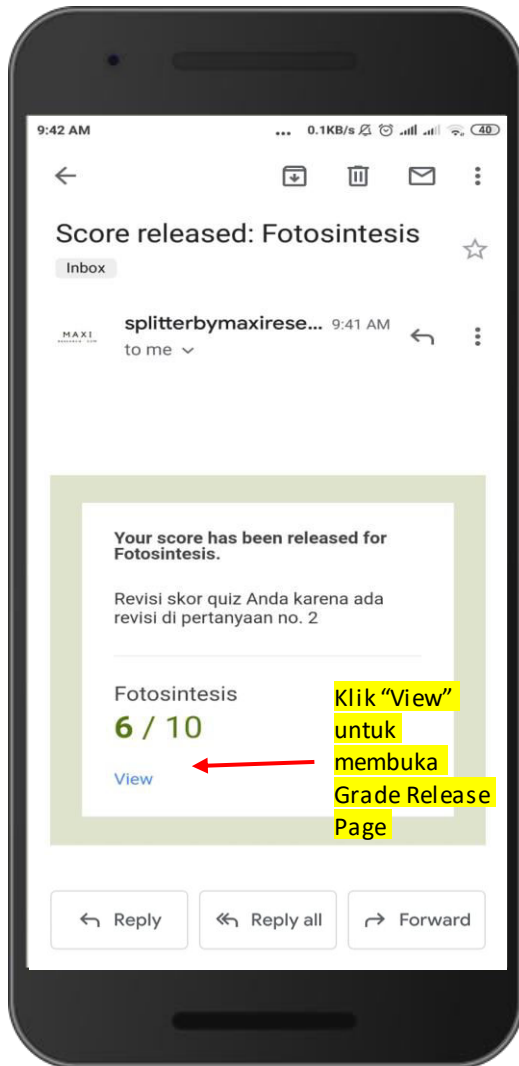 9:42 AM ... 0.1KB/s 40
Score released: Fotosintesis
Inbox
MAXI
splitterbymaxirese... 9:41 AM
to me
Your score has been released for
Fotosintesis.
Revisi skor quiz Anda karena ada
revisi di pertanyaan no. 2
Fotosintesis
6 / 10
View
Klik “View”
untuk
membuka
Grade Release
Page
Reply
Reply all
Forward